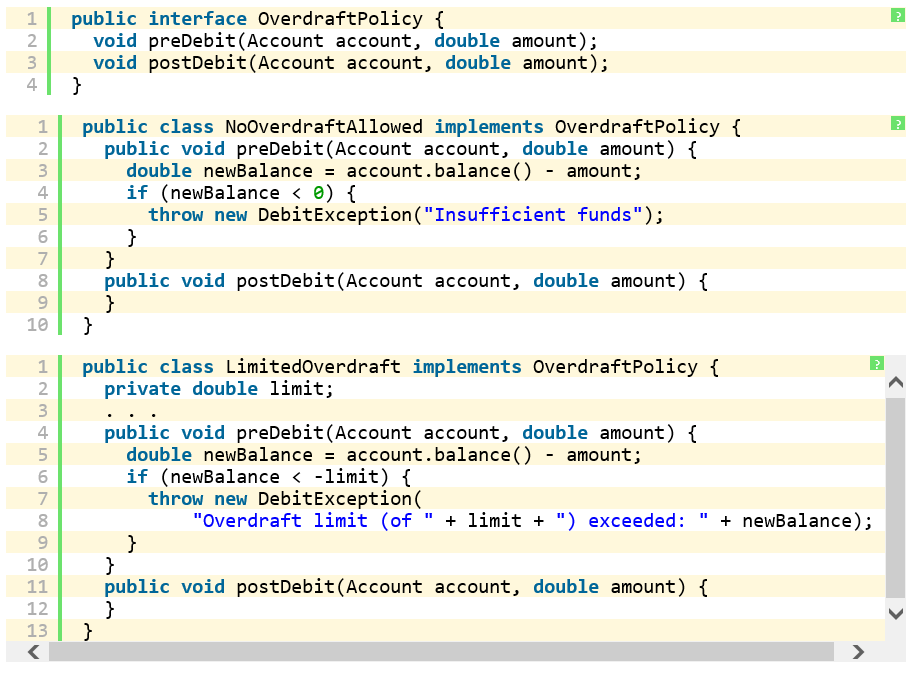 1 public interface OverdraftPolicy { ?
2 void preDebit(Account account, double amount);
3 void postDebit(Account account, double amount);
4 }
1 public class NoOverdraftAllowed implements OverdraftPolicy { ?
2 public void preDebit(Account account, double amount) {
3 double newBalance = account.balance() - amount;
4 if (newBalance < 0) {
5 throw new DebitException("Insufficient funds");
6 }
7 }
8 public void postDebit(Account account, double amount) {
9 }
10 }
1 public class LimitedOverdraft implements OverdraftPolicy { ?
2 private double limit;
3 . . .
4 public void preDebit(Account account, double amount) {
5 double newBalance = account.balance() - amount;
6 if (newBalance < -limit) {
7 throw new DebitException(
8 "Overdraft limit (of " + limit + ") exceeded: " + newBalance);
9 }
10 }
11 public void postDebit(Account account, double amount) {
12 }
13 }